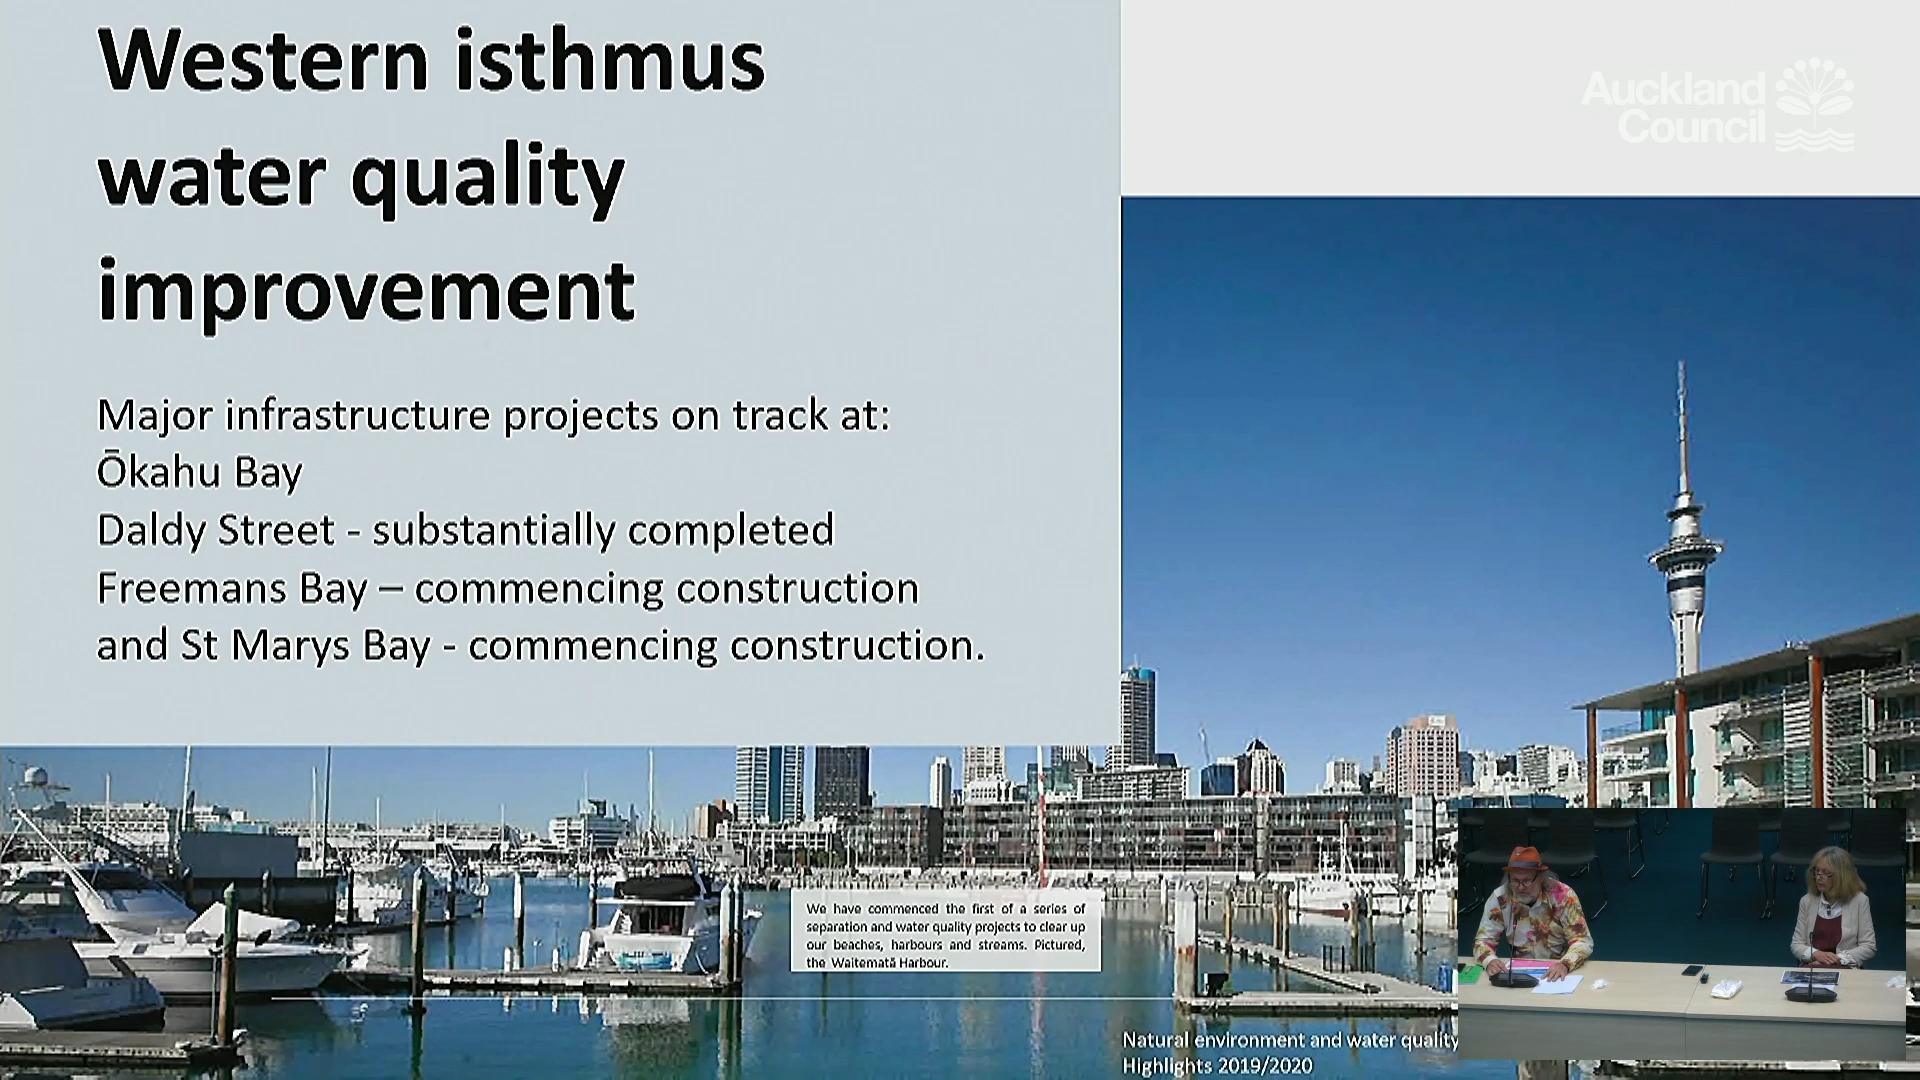 Western isthmus
water quality
improvement
Major infrastructure projects on track at:
Ōkahu Bay
Daldy Street - substantially completed
Freemans Bay – commencing construction
and St Marys Bay - commencing construction.
Auckland
Council
We have commenced the first of a series of
separation and water quality projects to clear up
our beaches, harbours and streams. Pictured,
the Waitematā Harbour.
Natural environment and water quality
Highlights 2019/2020